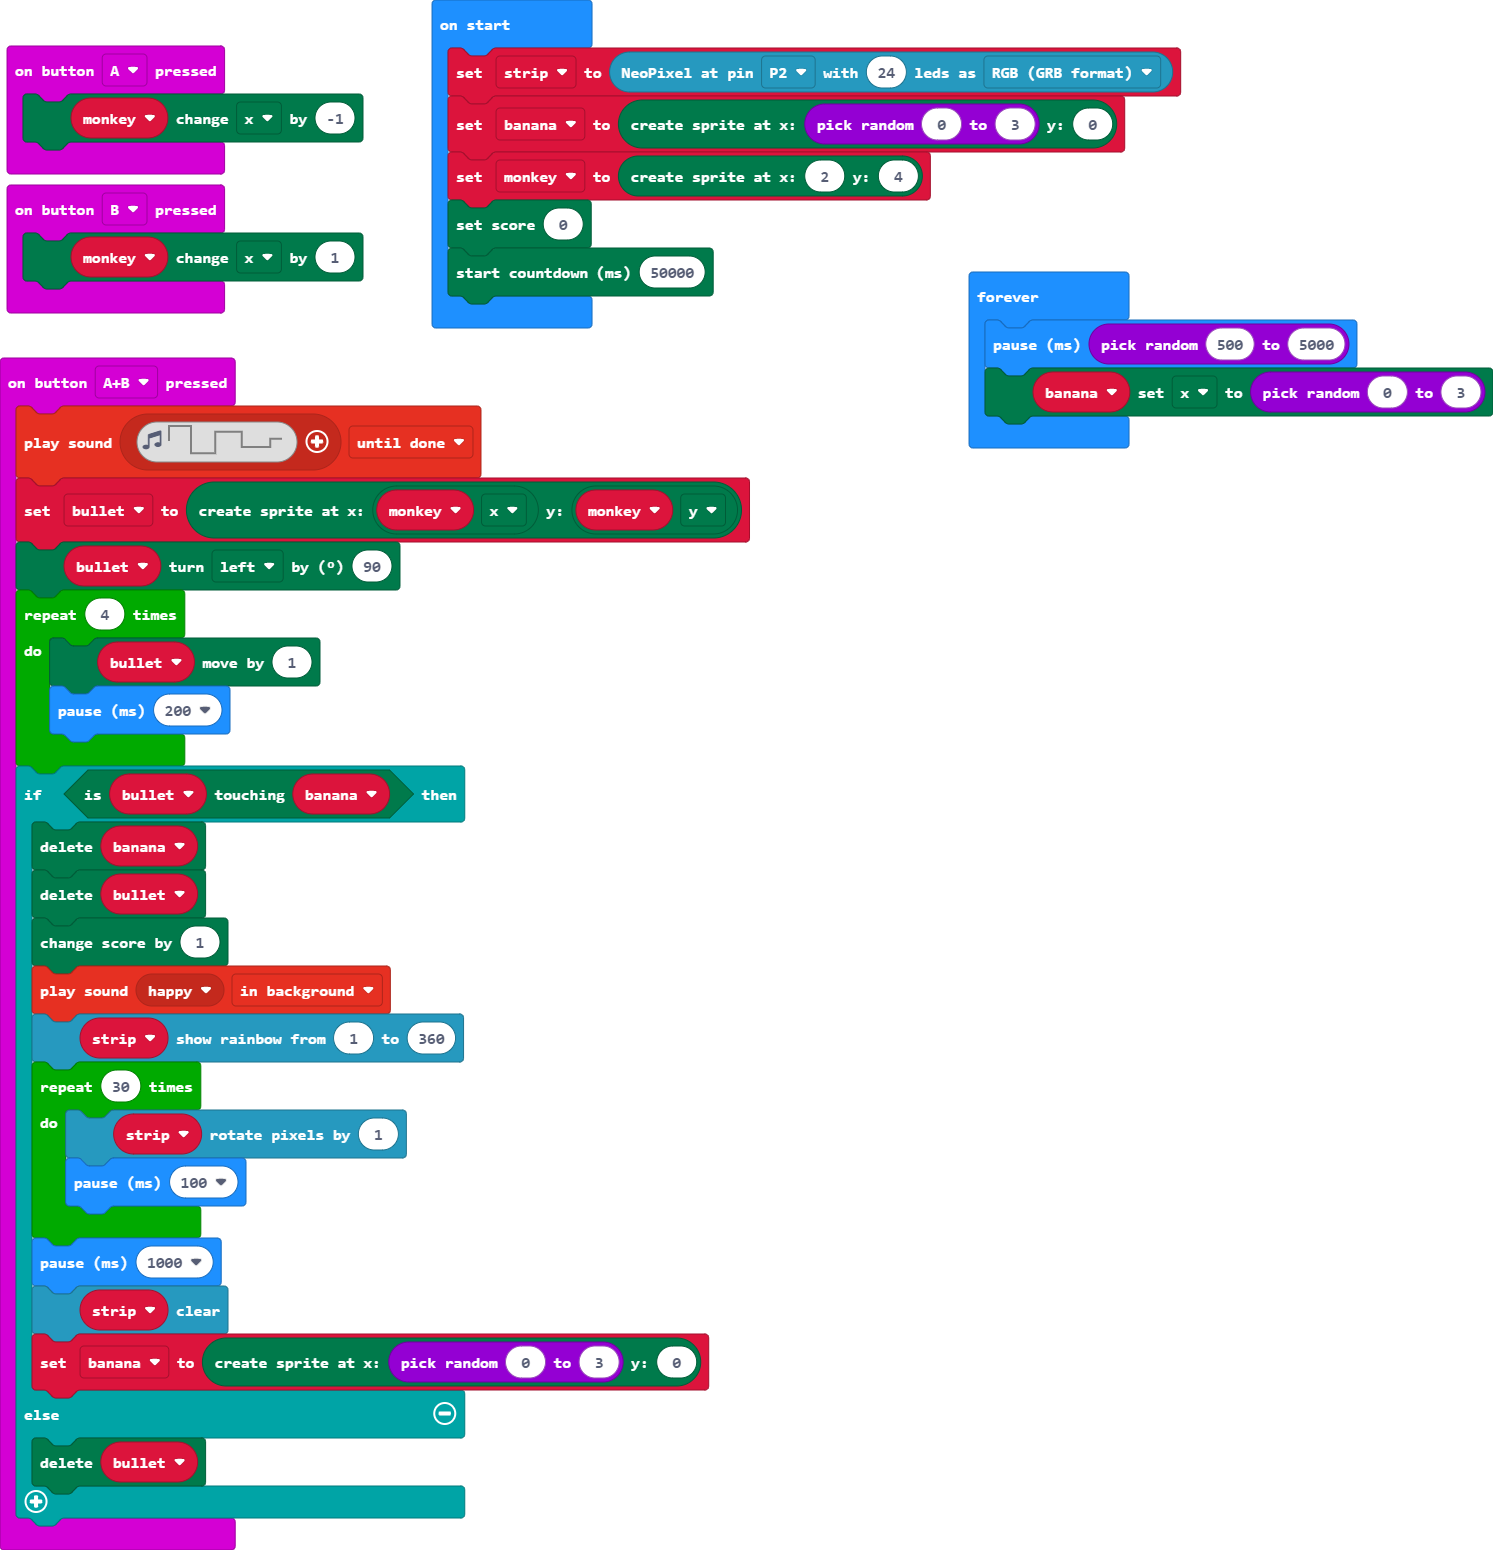 on button A pressed
monkey change x by -1
on button B pressed
monkey change x by 1
on start
set strip to NeoPixel at pin P2 with 24 leds as RGB (GRB format)
set banana to create sprite at x: pick random 0 to 3 y: 0
set monkey to create sprite at x: 2 y: 4
set score 0
start countdown (ms) 50000
forever
pause (ms) pick random 500 to 5000
banana set x to pick random 0 to 3
on button A+B pressed
play sound until done
set bullet to create sprite at x: monkey x y: monkey y
bullet turn left by (º) 90
repeat 4 times
do
bullet move by 1
pause (ms) 200
if is bullet touching banana then
delete banana
delete bullet
change score by 1
play sound happy in background
strip show rainbow from 1 to 360
repeat 30 times
do
strip rotate pixels by 1
pause (ms) 100
pause (ms) 1000
strip clear
set banana to create sprite at x: pick random 0 to 3 y: 0
else
delete bullet